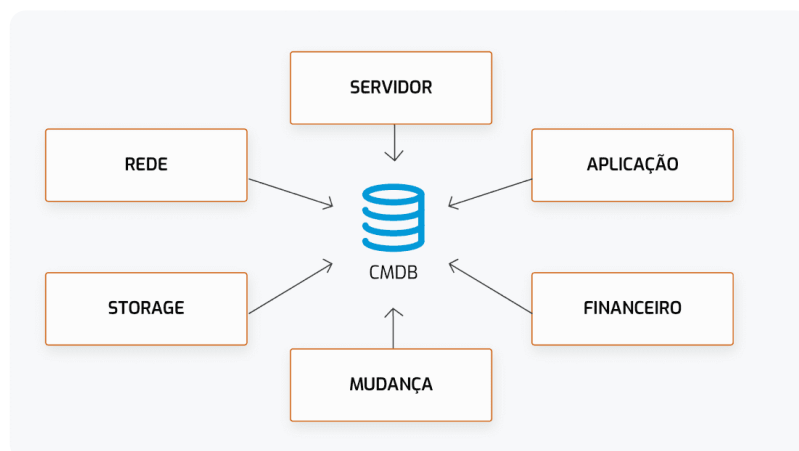 SERVIDOR
REDE
APLICAÇÃO
CMDB
STORAGE
FINANCEIRO
MUDANÇA